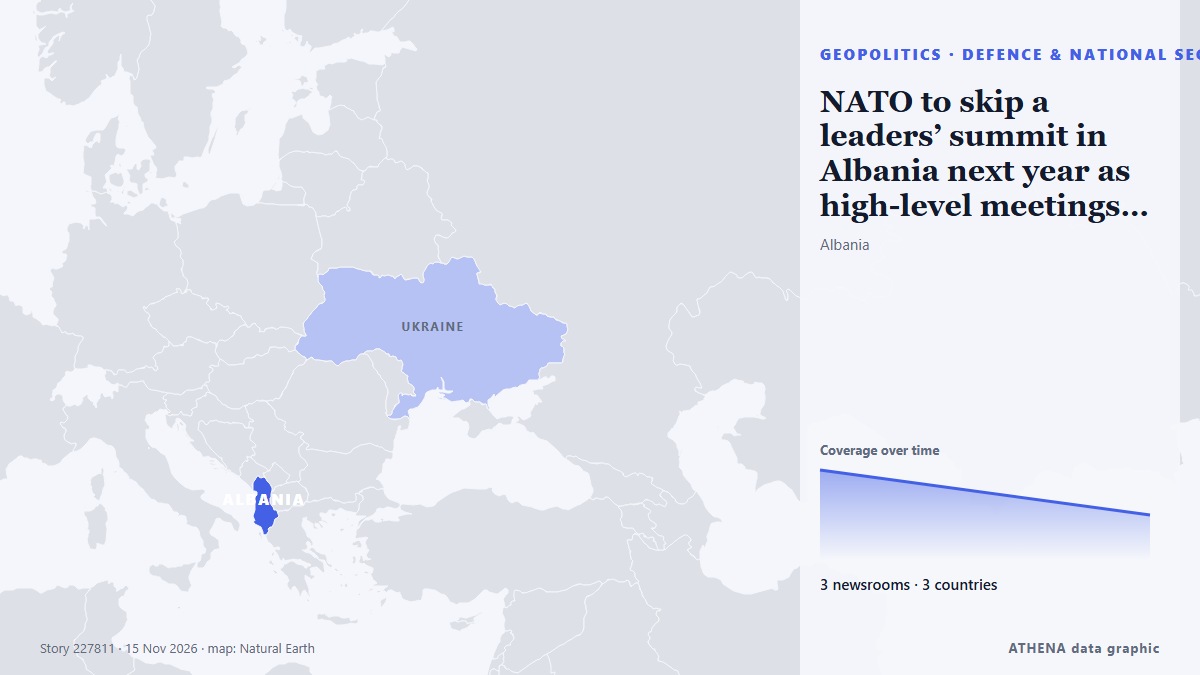 GEOPOLITICS · DEFENCE & NATIONAL
NATO to skip a
leaders’ summit in
Albania next year as
high-level meetings...
Albania
UKRAINE
ALBANIA
Coverage over time
3 newsrooms · 3 countries
Story 227811 · 15 Nov 2026 · map: Natural Earth
ATHENA data graphic